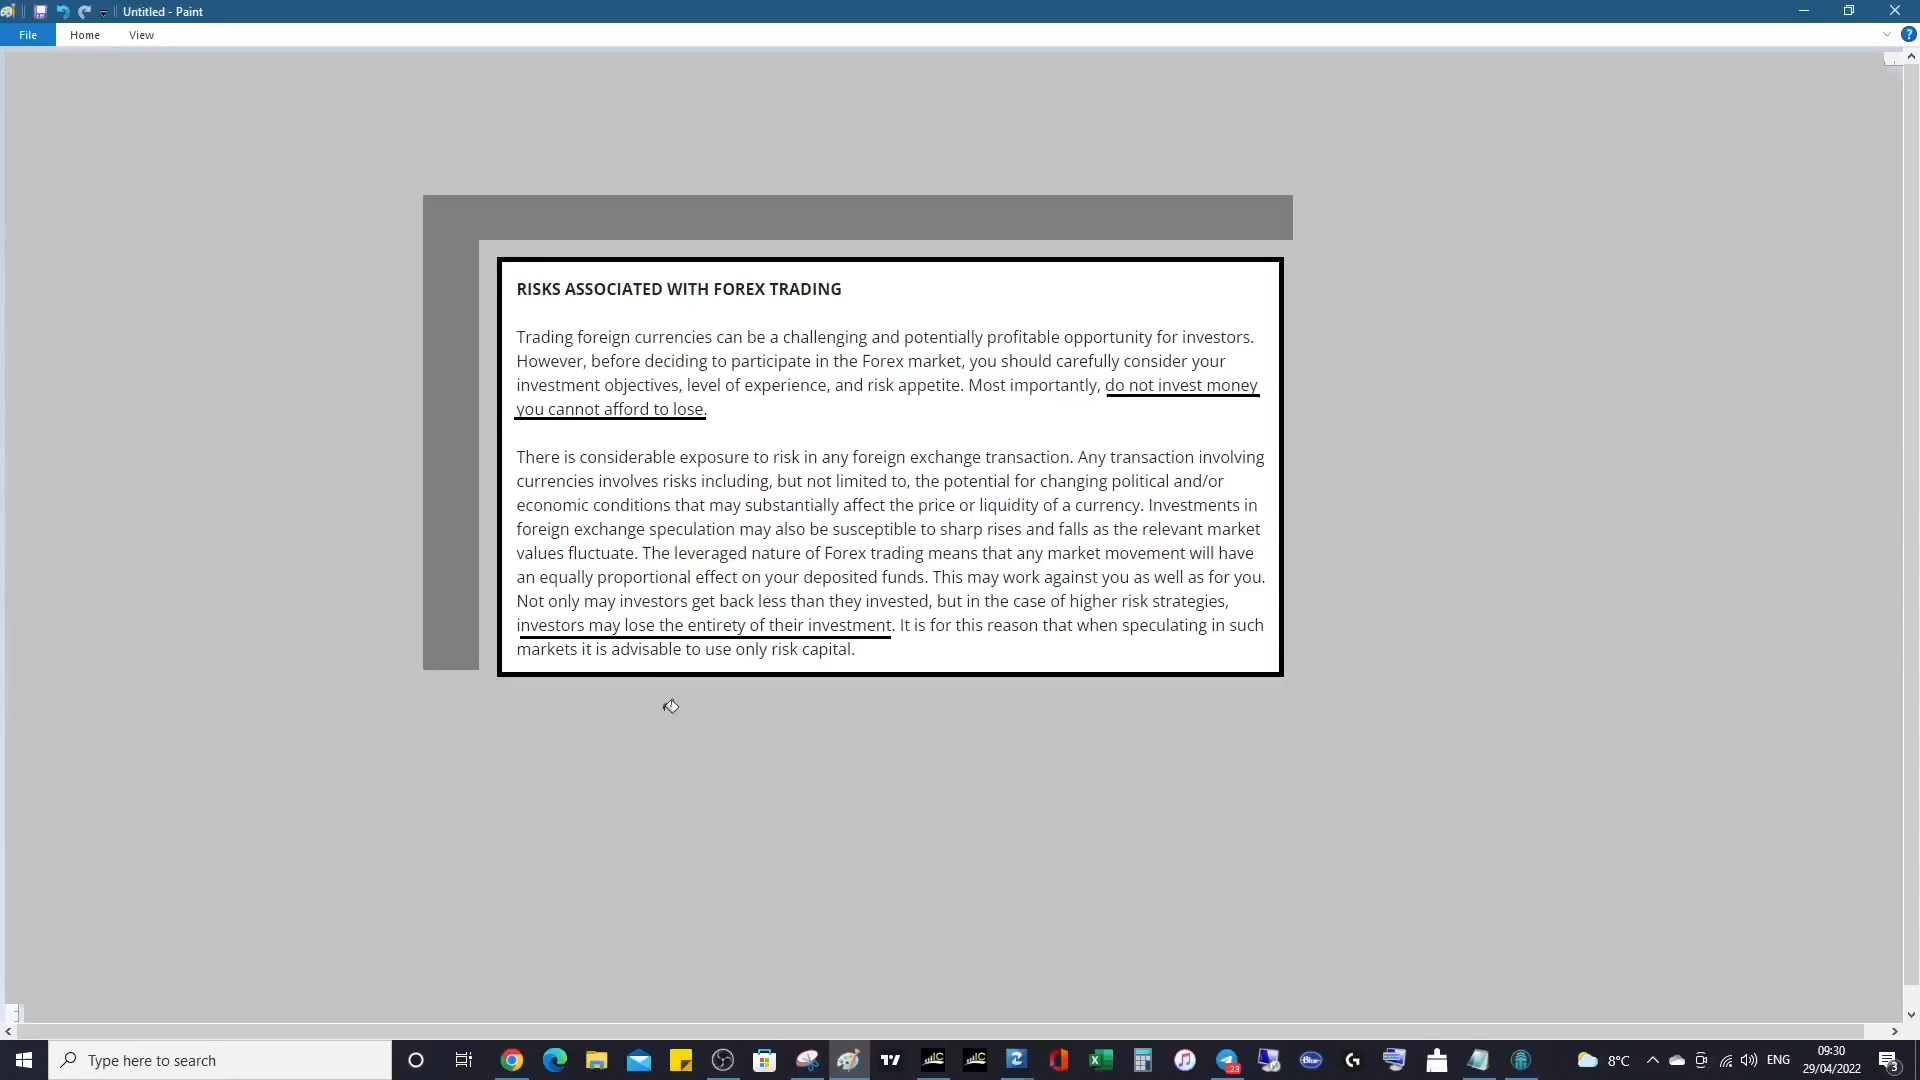 Untitled - Paint
File Home View
RISKS ASSOCIATED WITH FOREX TRADING
Trading foreign currencies can be a challenging and potentially profitable opportunity for investors.
However, before deciding to participate in the Forex market, you should carefully consider your
investment objectives, level of experience, and risk appetite. Most importantly, do not invest money
you cannot afford to lose.
There is considerable exposure to risk in any foreign exchange transaction. Any transaction involving
currencies involves risks including, but not limited to, the potential for changing political and/or
economic conditions that may substantially affect the price or liquidity of a currency. Investments in
foreign exchange speculation may also be susceptible to sharp rises and falls as the relevant market
values fluctuate. The leveraged nature of Forex trading means that any market movement will have
an equally proportional effect on your deposited funds. This may work against you as well as for you.
Not only may investors get back less than they invested, but in the case of higher risk strategies,
investors may lose the entirety of their investment. It is for this reason that when speculating in such
markets it is advisable to use only risk capital.
Type here to search
23
Blue
8°C
ENG
09:30
29/04/2022
3